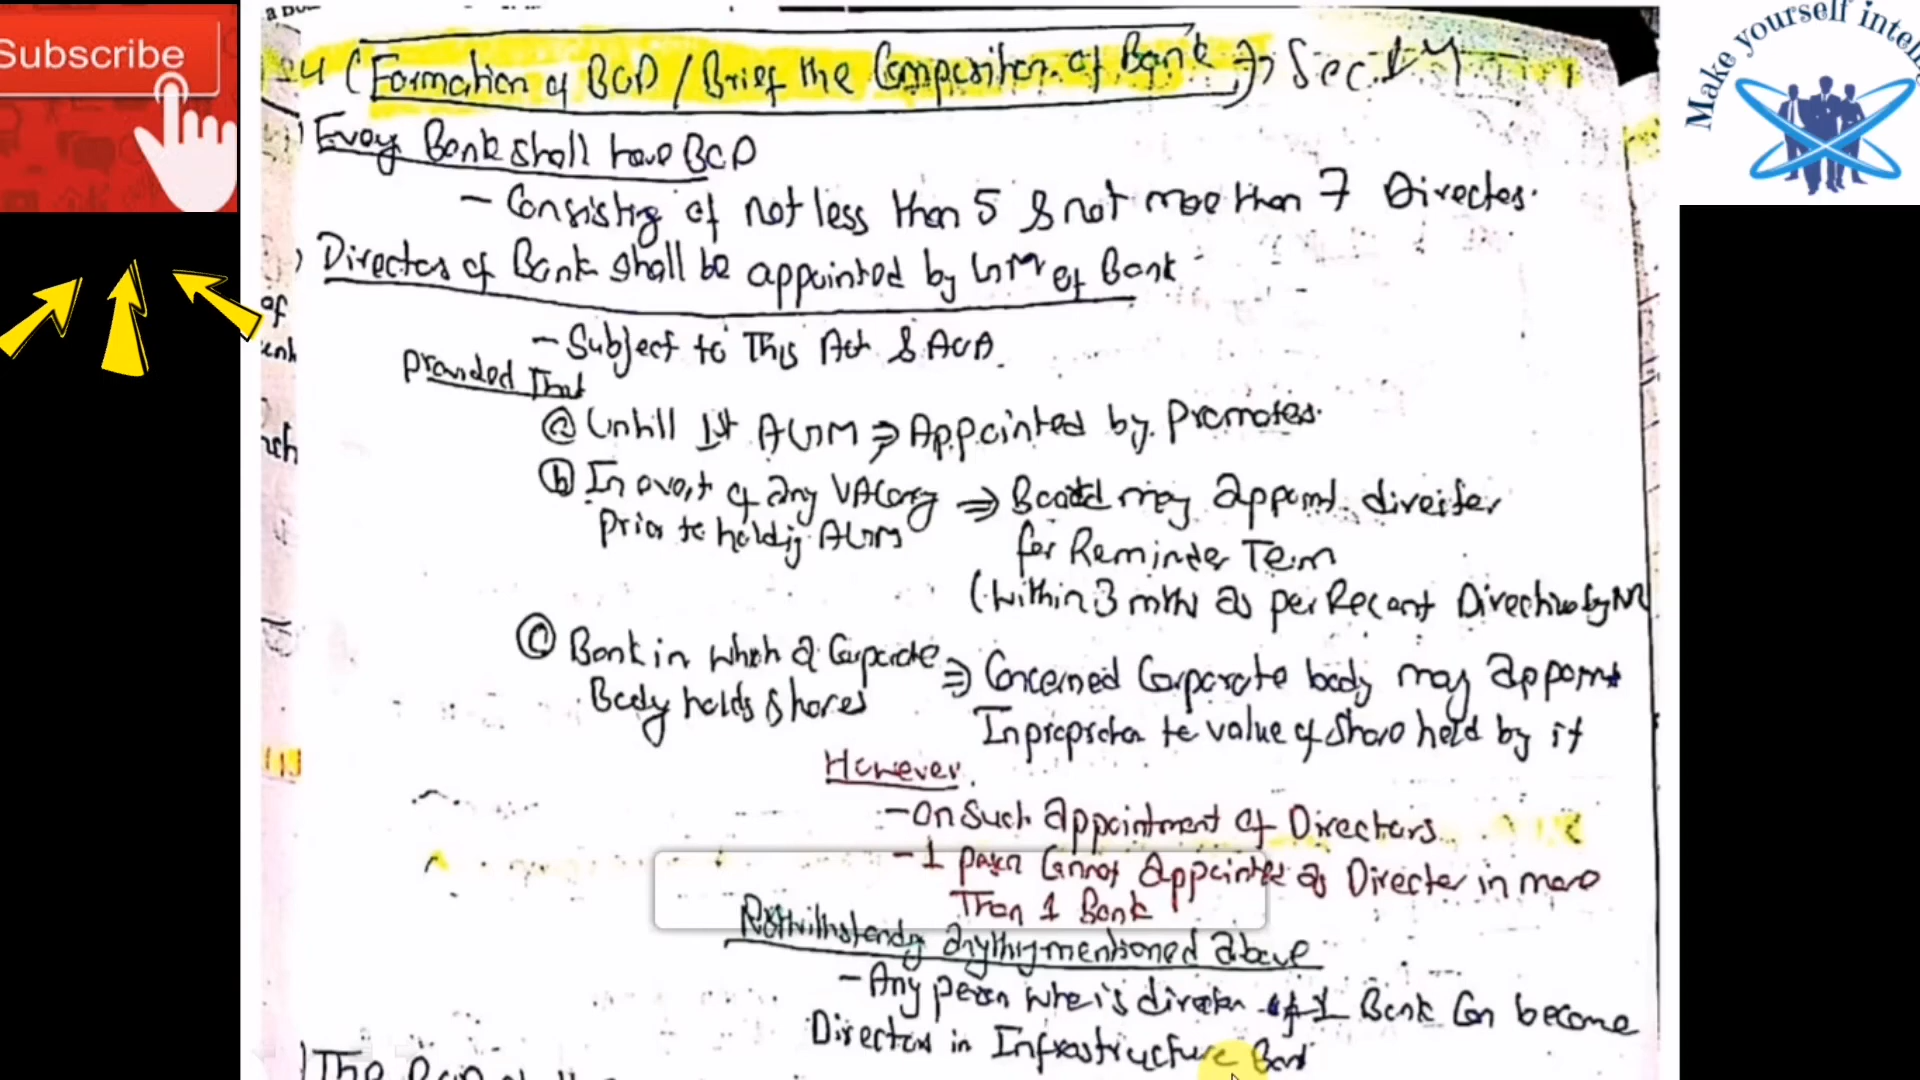 Subscribe
Make yourself intelli
(Formation of BOD / Brief the Composition of Bank) => Sec 14
Every Bank shall have BOD
- Consisting of not less than 5 & not more than 7 Directors.
Directors of Bank shall be appointed by GM of Bank
- Subject to This Act & AOA.
Provided That
(a) Until 1st AGM => Appointed by Promoters.
(b) In event of any VACancy => Board may appoint director
prior to holding AGM
for Reminder Term
(Within 3 mths as per Recent Directive by NR
(c) Bank in which a Corporate => Concerned Corporate body may appoint
Body holds shares
In proportion to value of share held by it
However
- On Such appointment of Directors
- 1 person Cannot Appointed as Director in more
Than 1 Bank
Notwithstanding anything mentioned above
- Any person who is director of 1 Bank Can become
Director in Infrastructure Bank
of
The